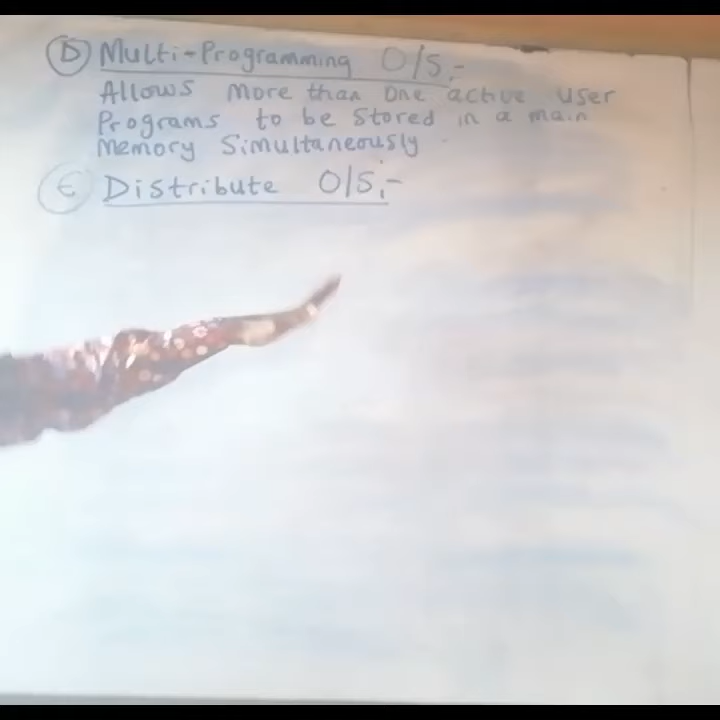 D Multi-Programming O/S:-
Allows more than one active user
Programs to be stored in a main
memory Simultaneously.
E Distribute O/S:-